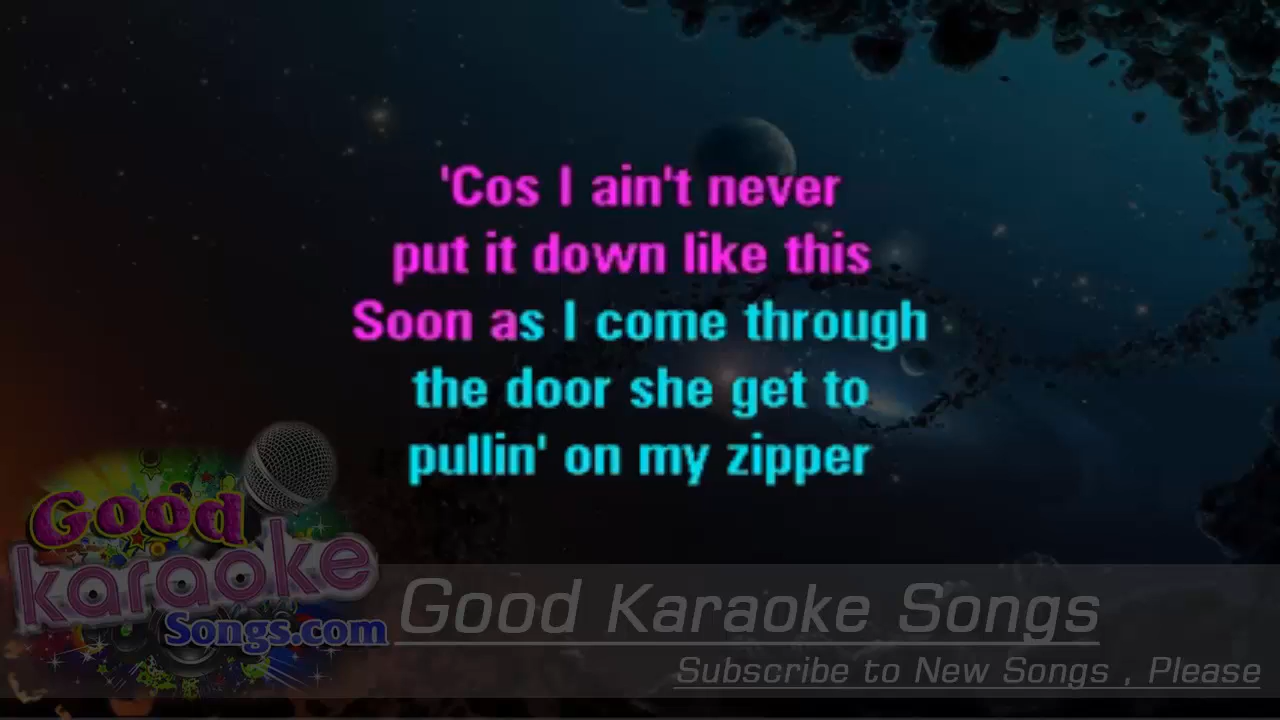 'Cos I ain't never
put it down like this
Soon as I come through
the door she get to
pullin' on my zipper
Good
karaoke
Songs.com
Good Karaoke Songs
Subscribe to New Songs , Please